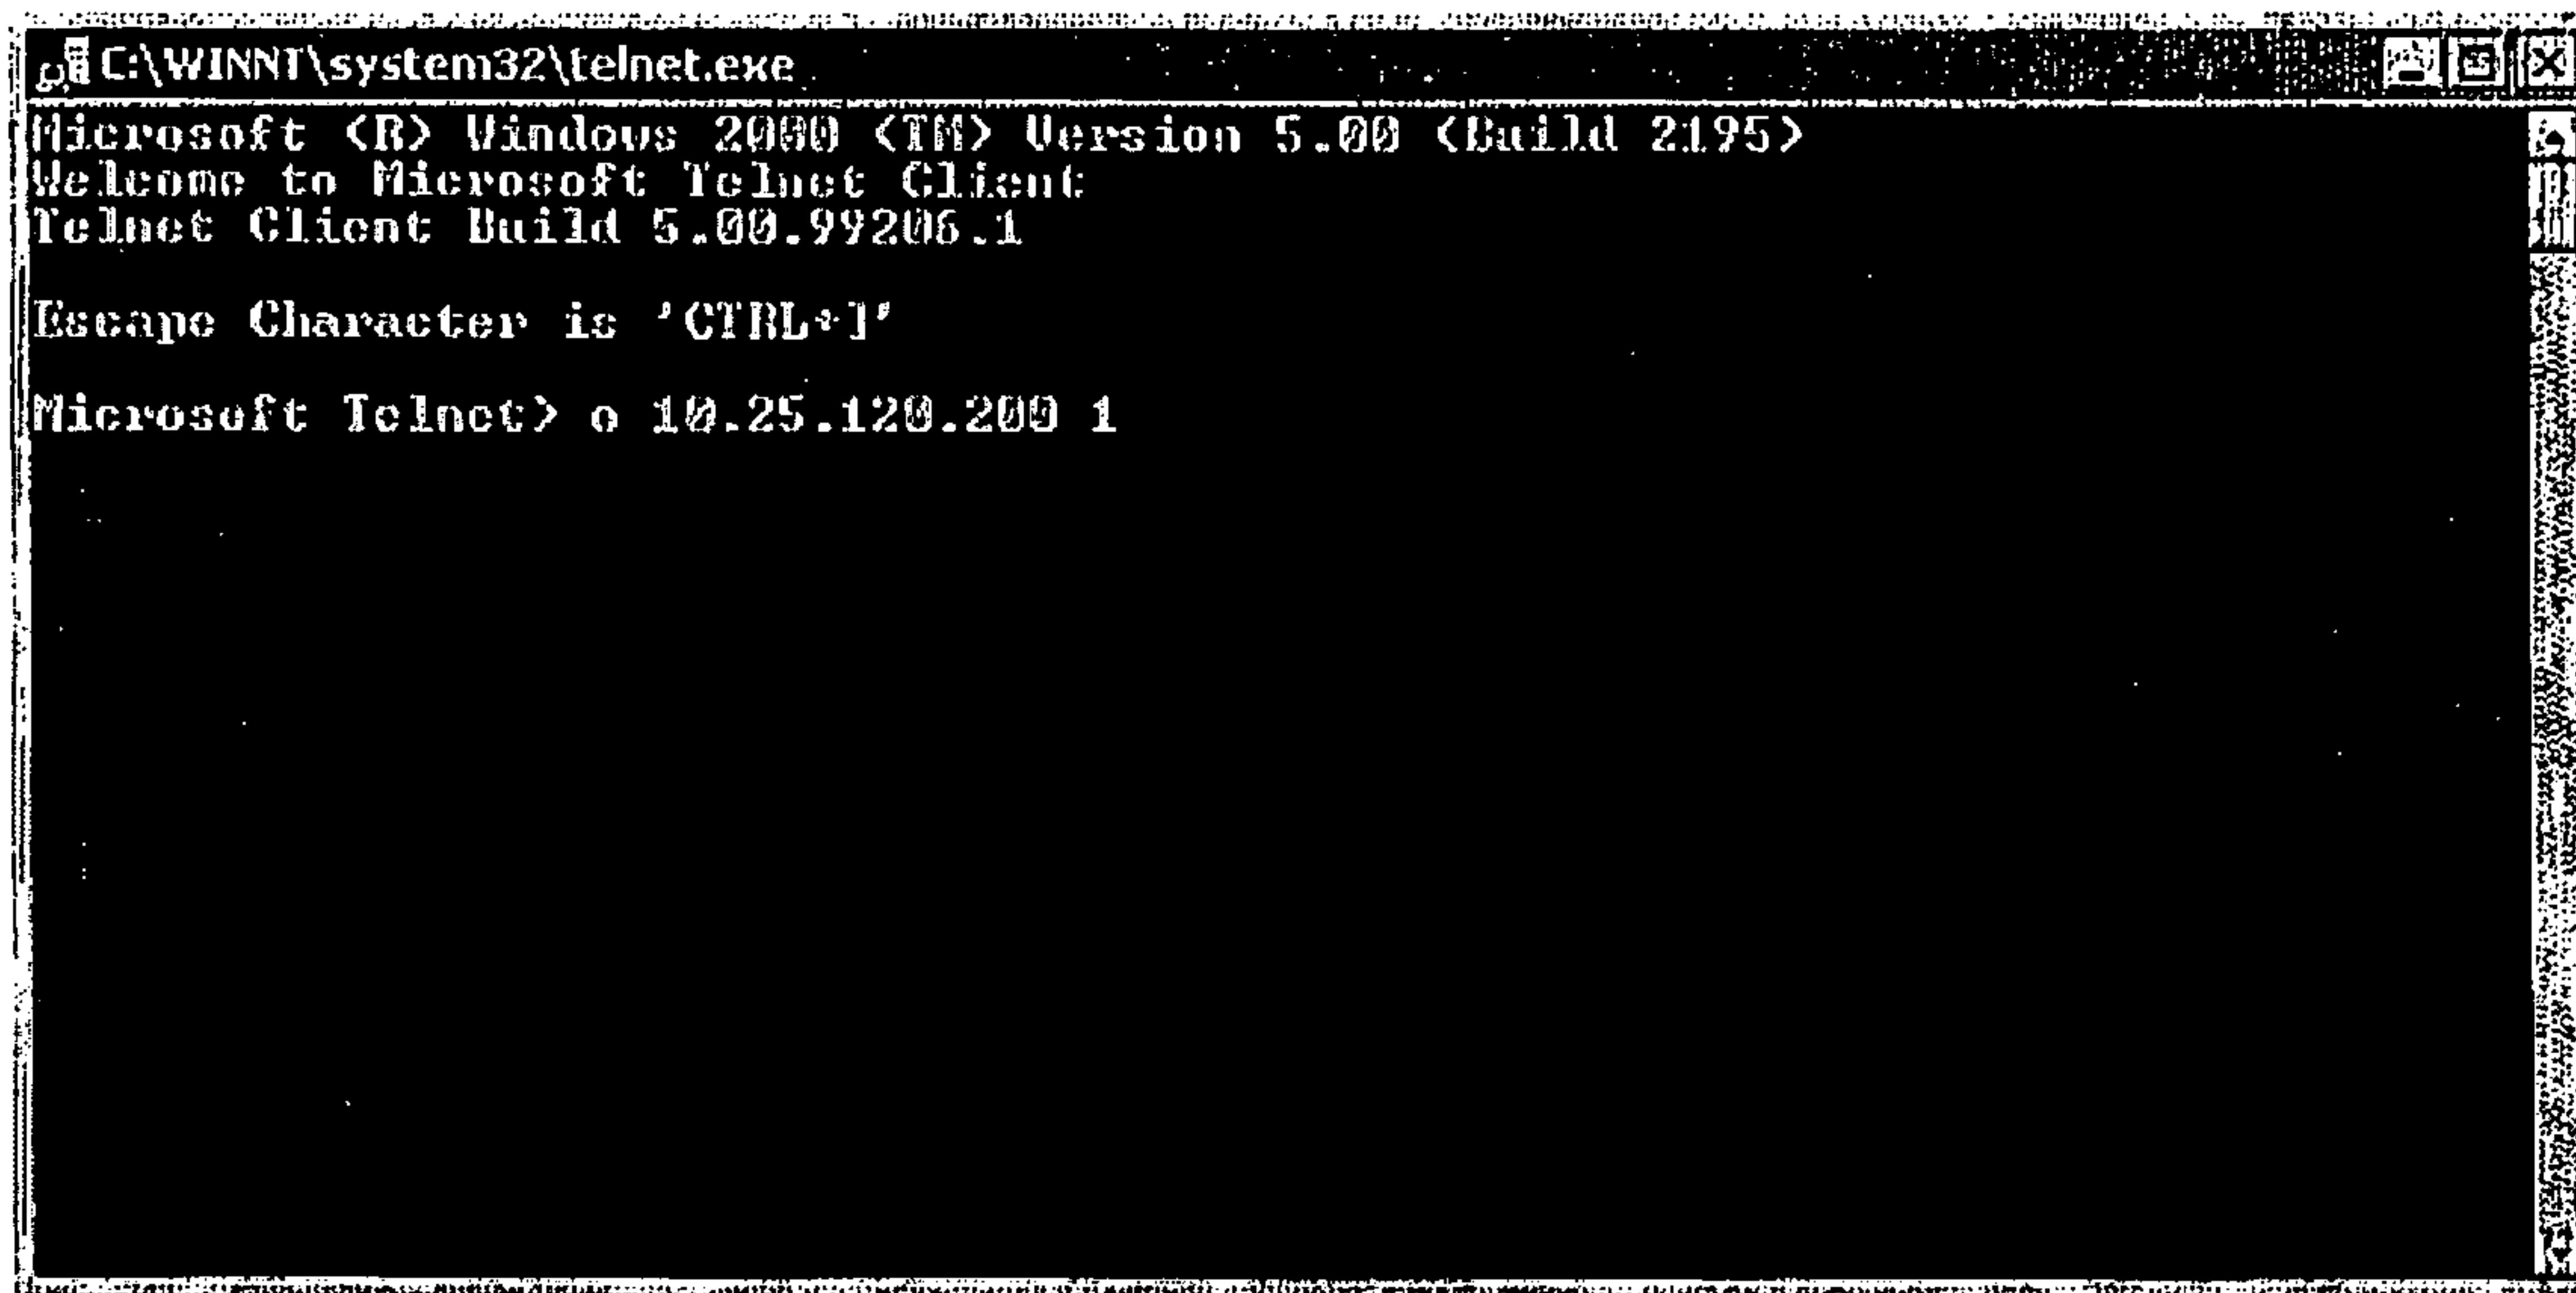 C:\WINNT\system32\telnet.exe
Microsoft (R) Windows 2000 (TM) Version 5.00 (Build 2195)
Welcome to Microsoft Telnet Client
Telnet Client Build 5.00.99206.1
Escape Character is 'CTRL+]'
Microsoft Telnet> o 10.25.120.200 1